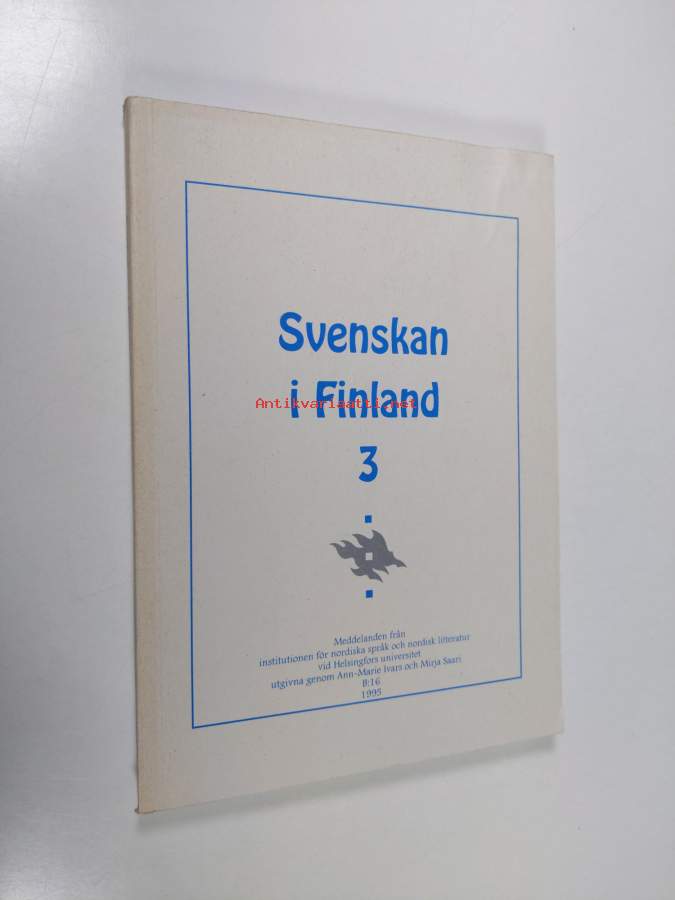 Svenskan
i Finland
Antikvariaatti.net
3
Meddelanden från
institutionen för nordiska språk och nordisk litteratur
vid Helsingfors universitet
utgivna genom Ann-Marie Ivars och Mirja Saari
B:16
1995